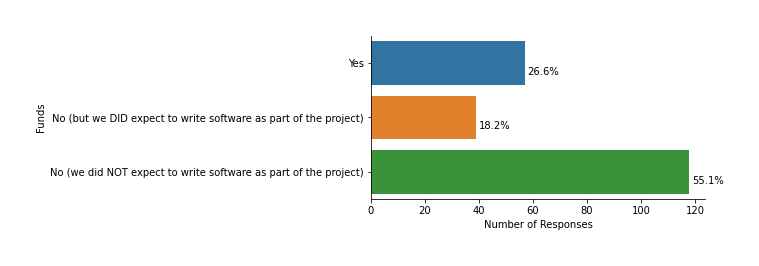 Yes
26.6%
Funds
No (but we DID expect to write software as part of the project)
18.2%
No (we did NOT expect to write software as part of the project)
55.1%
0 20 40 60 80 100 120
Number of Responses